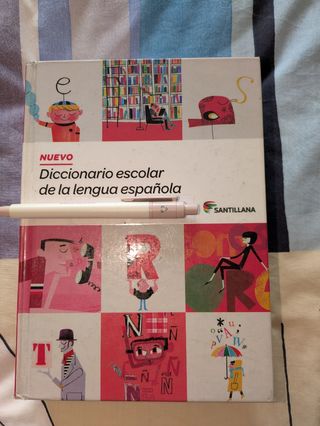 e
S
NUEVO
Diccionario escolar
de la lengua española
SANTILLANA
R
T
N
Ñ